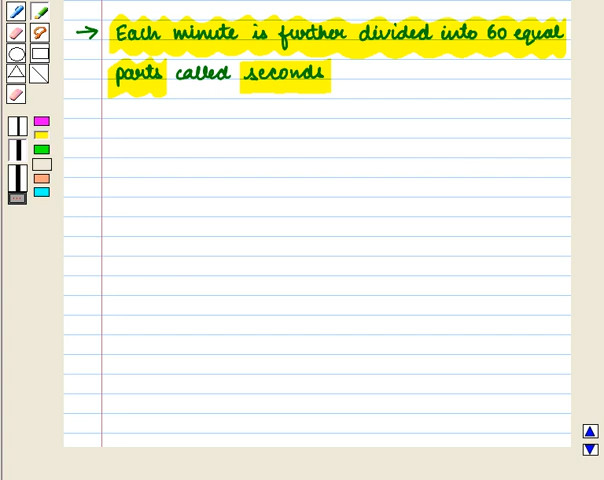 → Each minute is further divided into 60 equal
parts called seconds